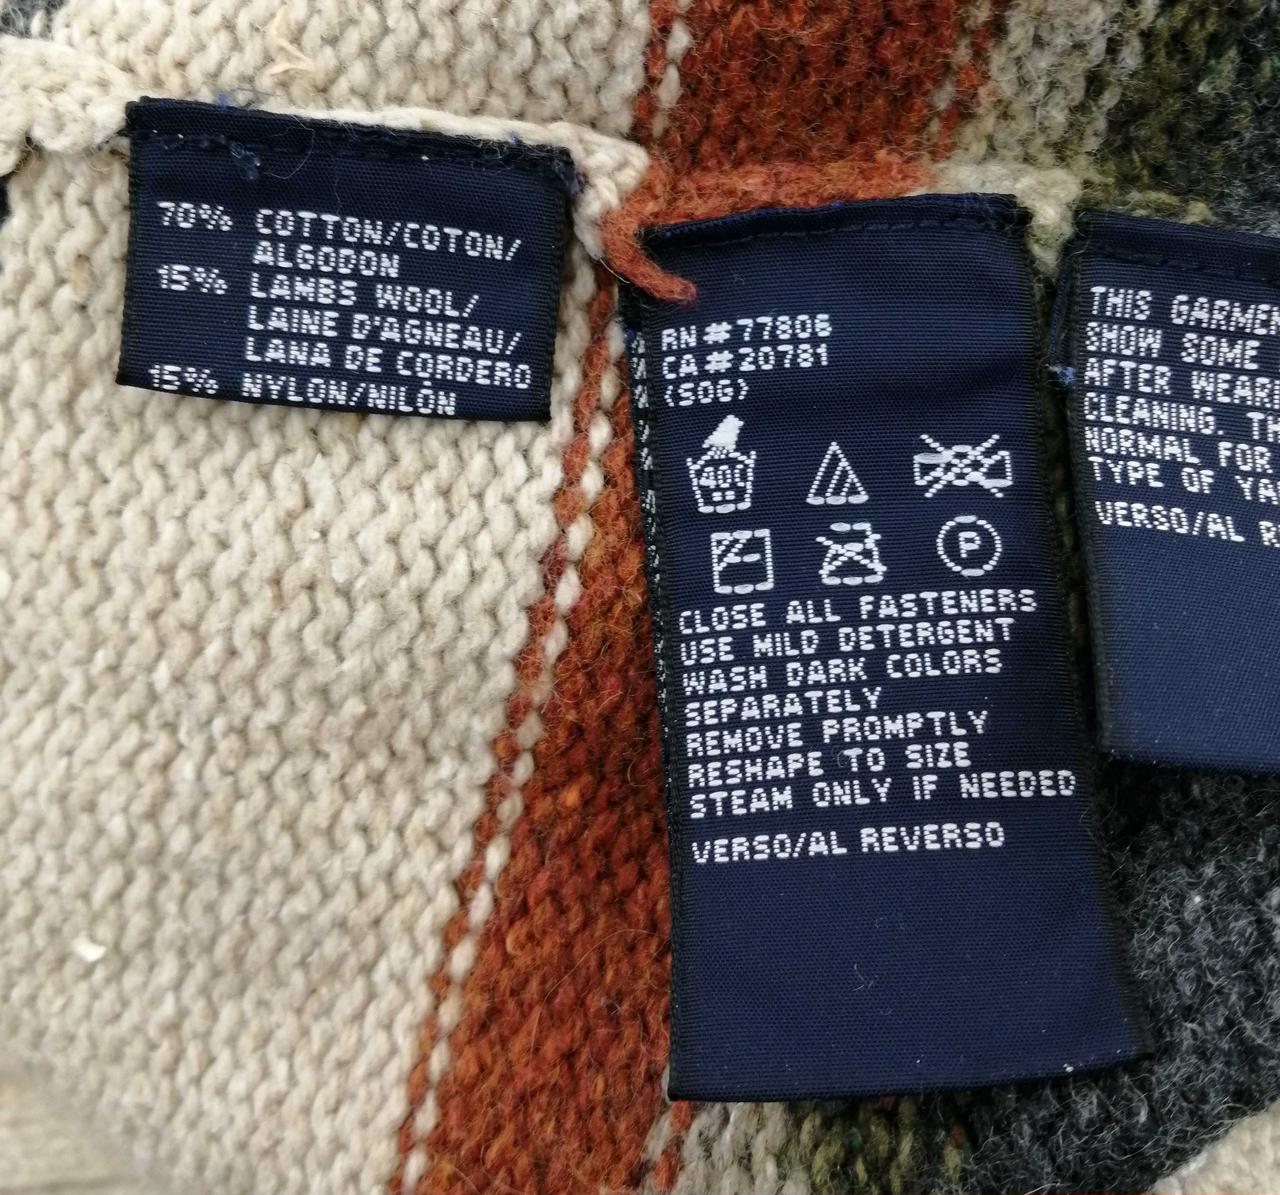 70% COTTON/COTON/
ALGODON
15% LAMBS WOOL/
LAINE D'AGNEAU/
LANA DE CORDERO
15% NYLON/NILÓN
RN # 77806
CA # 20781
(SOG)
40°
P
CLOSE ALL FASTENERS
USE MILD DETERGENT
WASH DARK COLORS
SEPARATELY
REMOVE PROMPTLY
RESHAPE TO SIZE
STEAM ONLY IF NEEDED
VERSO/AL REVERSO
THIS GARMEN
SHOW SOME
AFTER WEARI
CLEANING. TH
NORMAL FOR
TYPE OF YA
VERSO/AL R